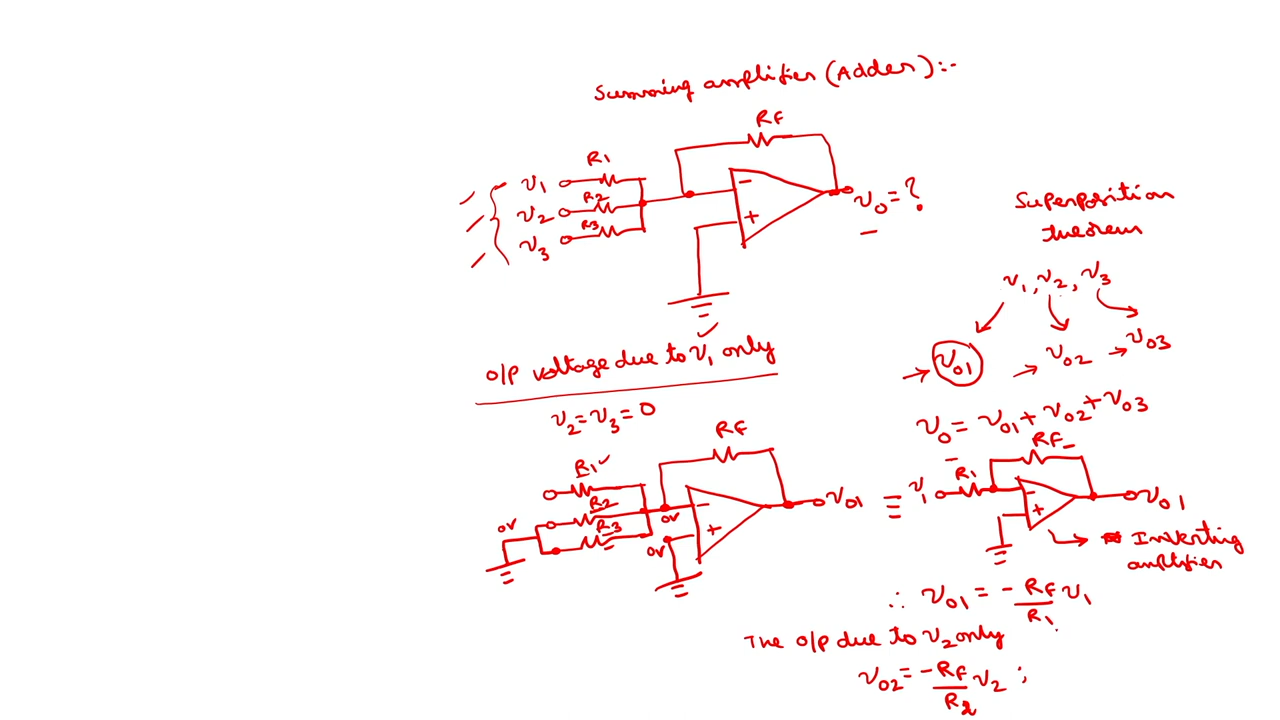 Summing amplifier (Adder):-
RF
R1
v1
R2
v2
R3
v3
-
+
v0 = ?
Superposition
theorem
v1, v2, v3
→ v01 → v02 → v03
v0 = v01 + v02 + v03
O/P voltage due to v1 only
v2 = v3 = 0
RF
R1
R2
R3
0V
0V
0V
-
+
v01 ≡
v1
R1
RF
-
+
v01
→ Inverting
amplifier
∴ v01 = -RF/R1 v1
The O/P due to v2 only
v02 = -RF/R2 v2 ;